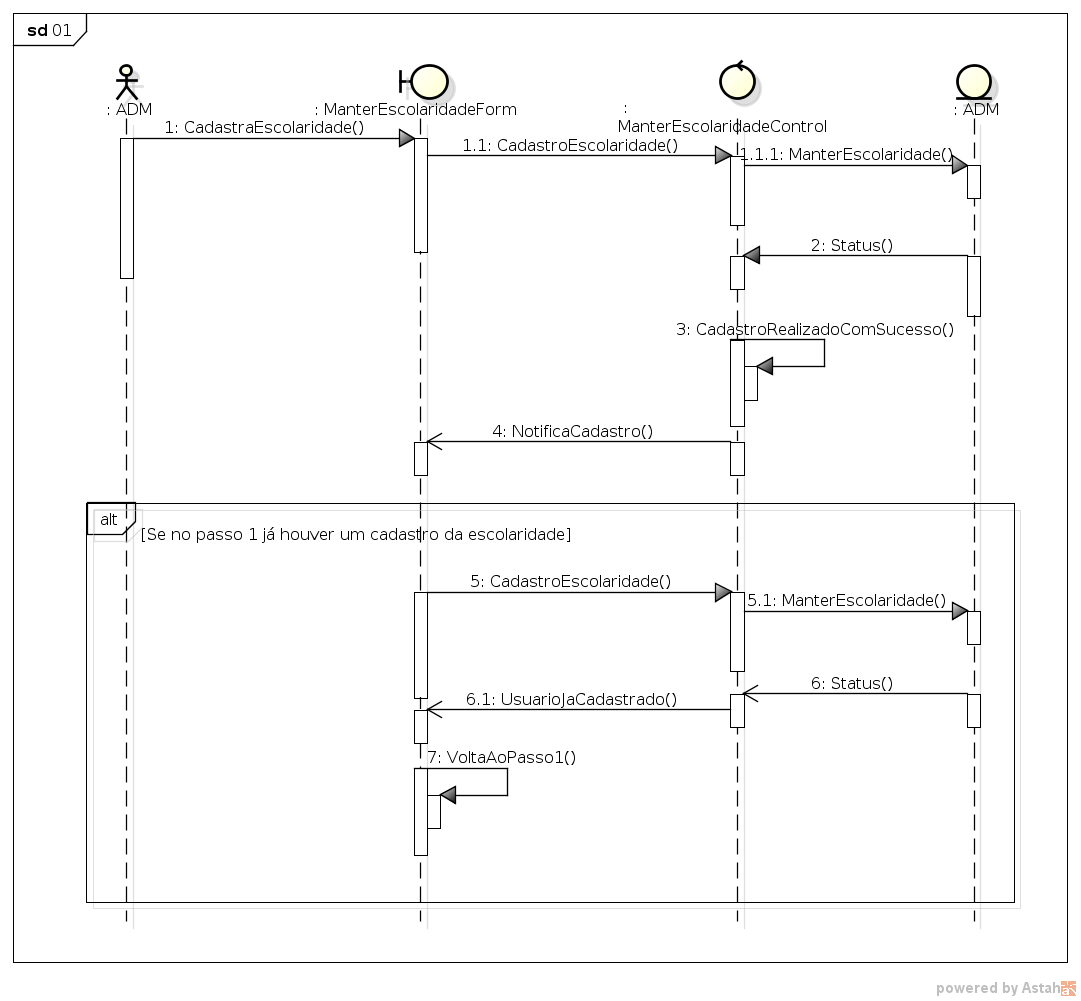 sd 01
: ADM
: ManterEscolaridadeForm
:
ManterEscolaridadeControl
: ADM
1: CadastraEscolaridade()
1.1: CadastroEscolaridade()
1.1.1: ManterEscolaridade()
2: Status()
3: CadastroRealizadoComSucesso()
4: NotificaCadastro()
alt
[Se no passo 1 já houver um cadastro da escolaridade]
5: CadastroEscolaridade()
5.1: ManterEscolaridade()
6: Status()
6.1: UsuarioJaCadastrado()
7: VoltaAoPasso1()
powered by Astah